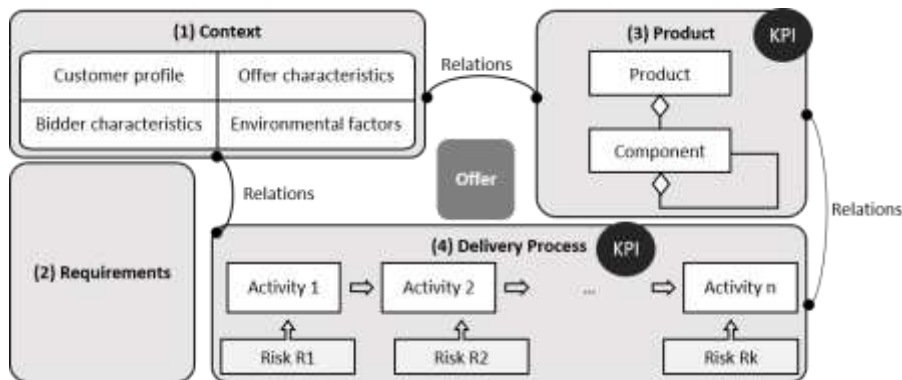 (1) Context
Customer profile
Offer characteristics
Bidder characteristics
Environmental factors
Relations
(3) Product
KPI
Product
Component
Offer
Relations
Relations
(2) Requirements
(4) Delivery Process
KPI
Activity 1
Activity 2
...
Activity n
Risk R1
Risk R2
Risk Rk